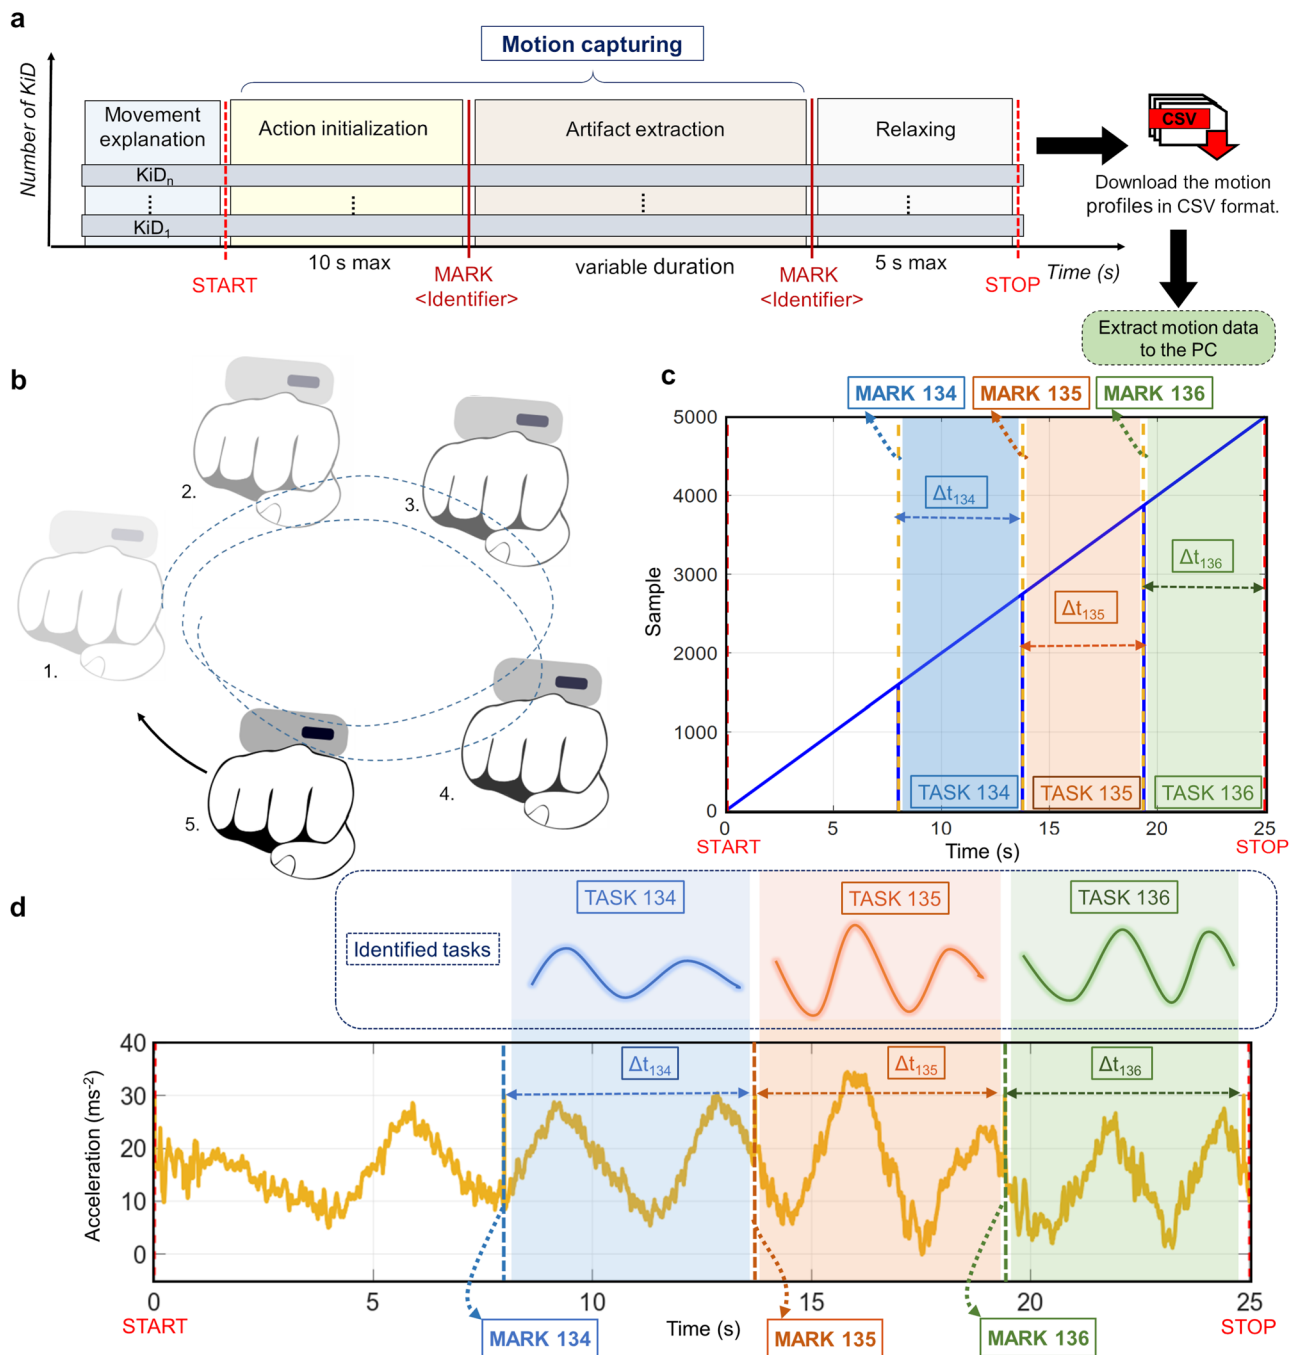 a
Motion capturing
Number of KiD
Movement
explanation
Action initialization
Artifact extraction
Relaxing
KiDn
KiD1
START
10 s max
MARK
<Identifier>
variable duration
MARK
<Identifier>
5 s max
STOP
Time (s)
CSV
Download the motion
profiles in CSV format.
Extract motion data
to the PC
b
1.
2.
3.
4.
5.
c
MARK 134
MARK 135
MARK 136
Sample
5000
4000
3000
2000
1000
0
Δt134
Δt135
Δt136
TASK 134
TASK 135
TASK 136
0
5
10
15
20
25
START
Time (s)
STOP
d
Identified tasks
TASK 134
TASK 135
TASK 136
Acceleration (ms-2)
40
30
20
10
0
Δt134
Δt135
Δt136
0
5
10
15
20
25
START
MARK 134
Time (s)
MARK 135
MARK 136
STOP